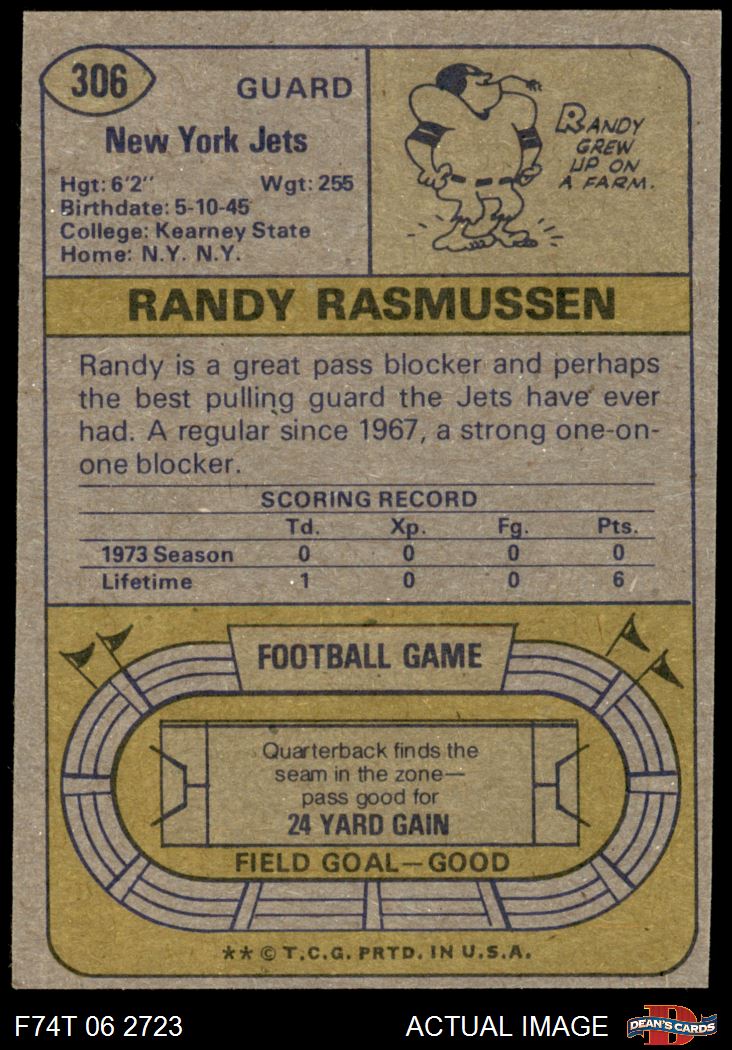 306
GUARD
New York Jets
Hgt: 6'2" Wgt: 255
Birthdate: 5-10-45
College: Kearney State
Home: N.Y. N.Y.
RANDY
GREW
UP ON
A FARM.
RANDY RASMUSSEN
Randy is a great pass blocker and perhaps
the best pulling guard the Jets have ever
had. A regular since 1967, a strong one-on-
one blocker.
SCORING RECORD
Td. Xp. Fg. Pts.
1973 Season 0 0 0 0
Lifetime 1 0 0 6
FOOTBALL GAME
Quarterback finds the
seam in the zone—
pass good for
24 YARD GAIN
FIELD GOAL—GOOD
** © T.C.G. PRTD. IN U.S.A.
F74T 06 2723 ACTUAL IMAGE
D
DEAN'S CARDS